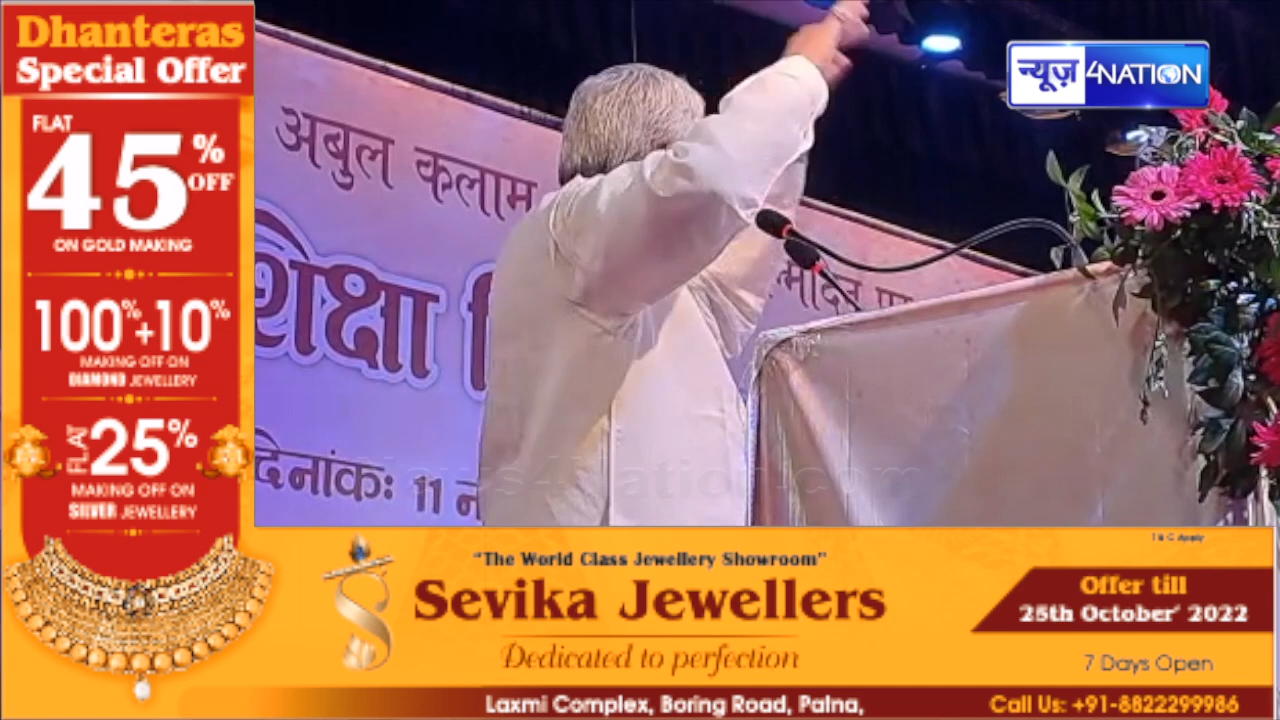 Dhanteras
Special Offer
FLAT
45% OFF
ON GOLD MAKING
100%+10%
MAKING OFF ON
DIAMOND JEWELLERY
FLAT 25%
MAKING OFF ON
SILVER JEWELLERY
न्यूज़ 4NATION
अबुल कलाम
शिक्षा
दिनांकः 11
News4Nation.com
T & C Apply
"The World Class Jewellery Showroom"
Sevika Jewellers
Dedicated to perfection
Offer till
25th October' 2022
7 Days Open
Laxmi Complex, Boring Road, Patna,
Call Us: +91-8822299986